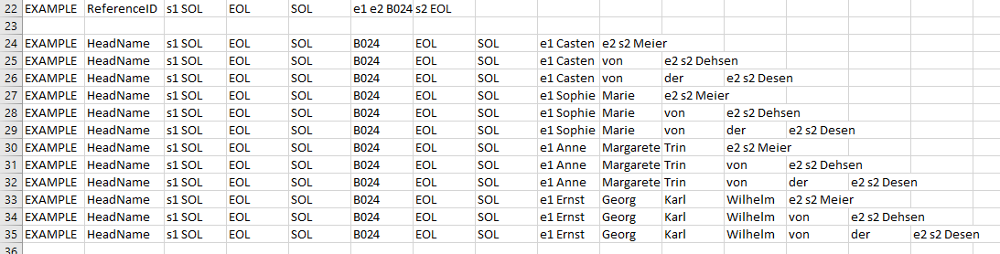 22 EXAMPLE ReferenceID s1 SOL EOL SOL e1 e2 B024 s2 EOL
23
24 EXAMPLE HeadName s1 SOL EOL SOL B024 EOL SOL e1 Casten e2 s2 Meier
25 EXAMPLE HeadName s1 SOL EOL SOL B024 EOL SOL e1 Casten von e2 s2 Dehsen
26 EXAMPLE HeadName s1 SOL EOL SOL B024 EOL SOL e1 Casten von der e2 s2 Desen
27 EXAMPLE HeadName s1 SOL EOL SOL B024 EOL SOL e1 Sophie Marie e2 s2 Meier
28 EXAMPLE HeadName s1 SOL EOL SOL B024 EOL SOL e1 Sophie Marie von e2 s2 Dehsen
29 EXAMPLE HeadName s1 SOL EOL SOL B024 EOL SOL e1 Sophie Marie von der e2 s2 Desen
30 EXAMPLE HeadName s1 SOL EOL SOL B024 EOL SOL e1 Anne Margarete Trin e2 s2 Meier
31 EXAMPLE HeadName s1 SOL EOL SOL B024 EOL SOL e1 Anne Margarete Trin von e2 s2 Dehsen
32 EXAMPLE HeadName s1 SOL EOL SOL B024 EOL SOL e1 Anne Margarete Trin von der e2 s2 Desen
33 EXAMPLE HeadName s1 SOL EOL SOL B024 EOL SOL e1 Ernst Georg Karl Wilhelm e2 s2 Meier
34 EXAMPLE HeadName s1 SOL EOL SOL B024 EOL SOL e1 Ernst Georg Karl Wilhelm von e2 s2 Dehsen
35 EXAMPLE HeadName s1 SOL EOL SOL B024 EOL SOL e1 Ernst Georg Karl Wilhelm von der e2 s2 Desen
36